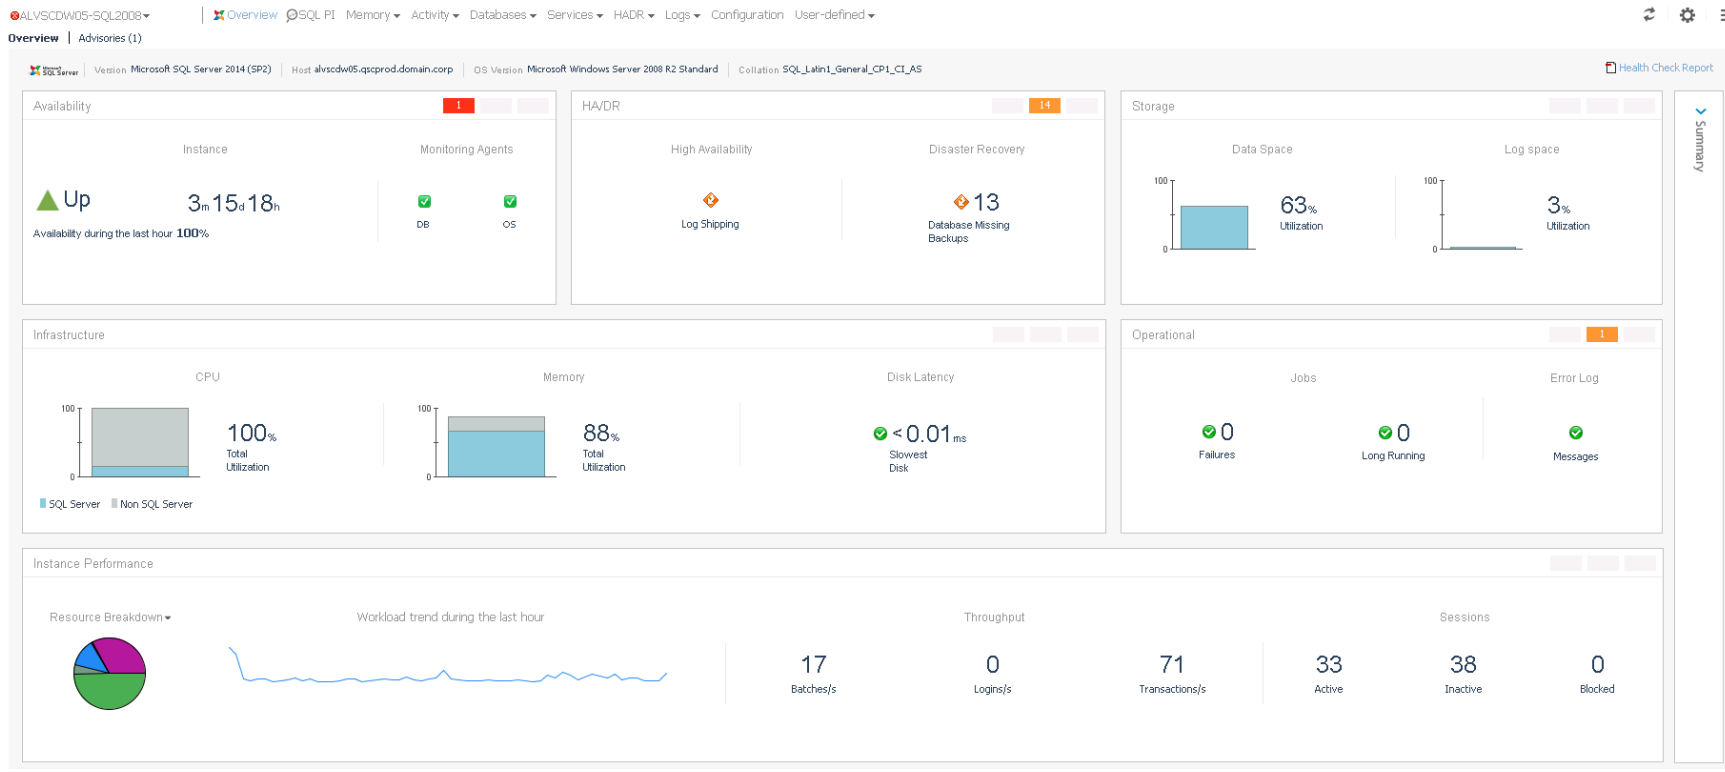 ALVSCDW05-SQL2008 Overview SQL PI Memory Activity Databases Services HADR Logs Configuration User-defined
Overview | Advisories (1)
Microsoft SQL Server Version Microsoft SQL Server 2014 (SP2) Host alvscdw05.qscprod.domain.corp OS Version Microsoft Windows Server 2008 R2 Standard Collation SQL_Latin1_General_CP1_CI_AS Health Check Report
Availability 1
Instance Monitoring Agents
Up 3m 15d 18h
DB OS
Availability during the last hour 100%
HA/DR 14
High Availability Disaster Recovery
13
Log Shipping Database Missing
Backups
Storage
Data Space Log space
100 100
63% 3%
Utilization Utilization
0 0
Summary
Infrastructure
CPU Memory Disk Latency
100 100
100% 88% < 0.01 ms
Total Total Slowest
Utilization Utilization Disk
0 0
SQL Server Non SQL Server
Operational 1
Jobs Error Log
0 0
Failures Long Running Messages
Instance Performance
Resource Breakdown Workload trend during the last hour Throughput Sessions
17 0 71 33 38 0
Batches/s Logins/s Transactions/s Active Inactive Blocked